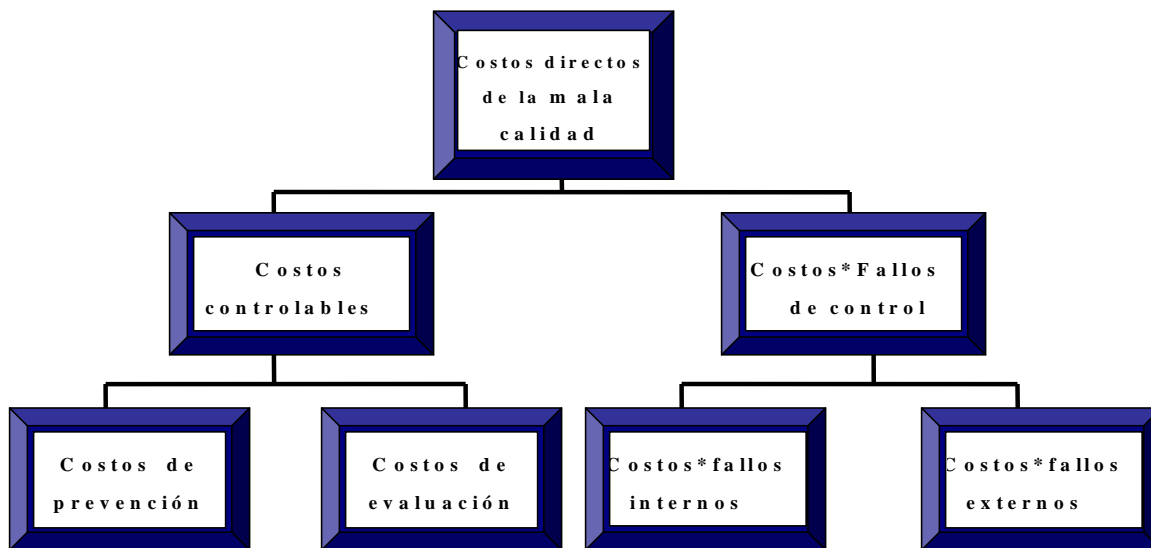 Costos directos
de la mala
calidad
Costos
controlables
Costos*Fallos
de control
Costos de
prevención
Costos de
evaluación
Costos*fallos
internos
Costos*fallos
externos